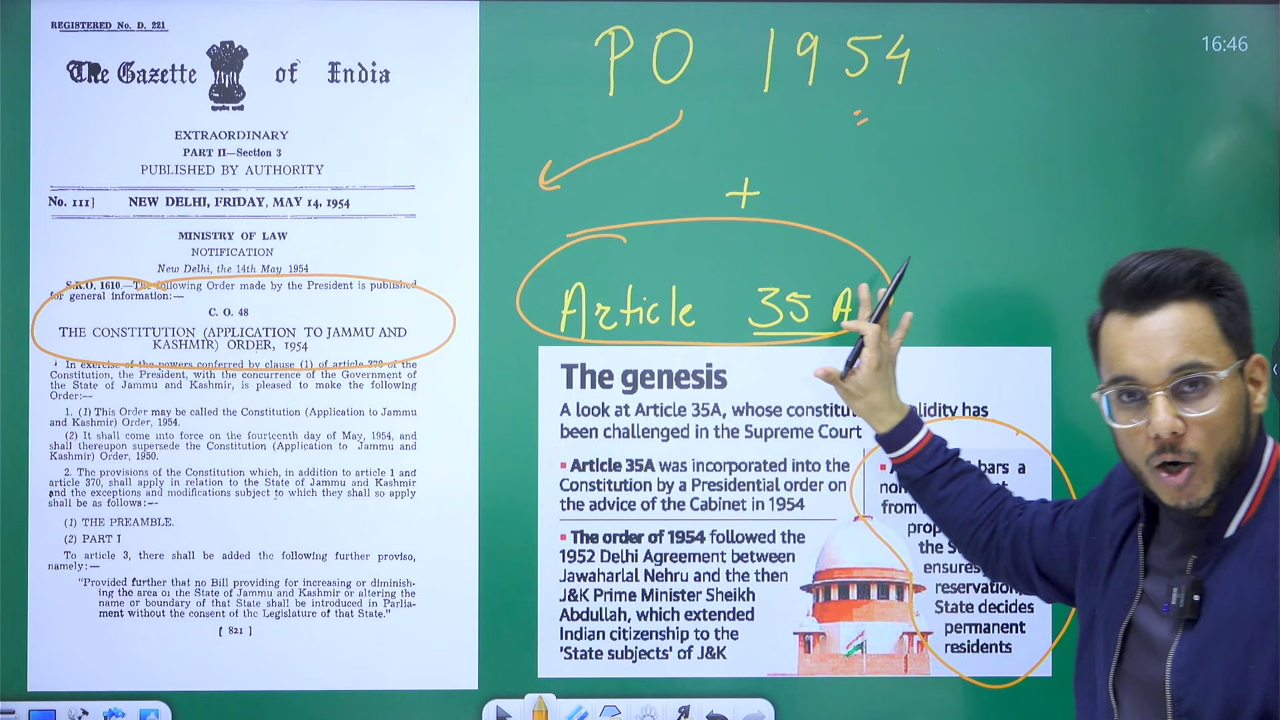 REGISTERED No. D. 221
The Gazette of India
EXTRAORDINARY
PART II—Section 3
PUBLISHED BY AUTHORITY
No. 111] NEW DELHI, FRIDAY, MAY 14, 1954
MINISTRY OF LAW
NOTIFICATION
New Delhi, the 14th May 1954
S.R.O. 1610.—The following Order made by the President is published
for general information:—
C. O. 48
THE CONSTITUTION (APPLICATION TO JAMMU AND
KASHMIR) ORDER, 1954
In exercise of the powers conferred by clause (1) of article 370 of the
Constitution, the President, with the concurrence of the Government of
the State of Jammu and Kashmir, is pleased to make the following
Order:—
1. (1) This Order may be called the Constitution (Application to Jammu
and Kashmir) Order, 1954.
(2) It shall come into force on the fourteenth day of May, 1954, and
shall thereupon supersede the Constitution (Application to Jammu and
Kashmir) Order, 1950.
2. The provisions of the Constitution which, in addition to article 1 and
article 370, shall apply in relation to the State of Jammu and Kashmir
and the exceptions and modifications subject to which they shall so apply
shall be as follows:—
(1) THE PREAMBLE.
(2) PART I
To article 3, there shall be added the following further proviso,
namely:—
"Provided further that no Bill providing for increasing or diminish-
ing the area of the State of Jammu and Kashmir or altering the
name or boundary of that State shall be introduced in Parlia-
ment without the consent of the Legislature of that State."
[ 821 ]
PO 1954
+
Article 35 A
16:46
The genesis
A look at Article 35A, whose validity has
been challenged in the Supreme Court
▪ Article 35A was incorporated into the
Constitution by a Presidential order on
the advice of the Cabinet in 1954
▪ The order of 1954 followed the
1952 Delhi Agreement between
Jawaharlal Nehru and the then
J&K Prime Minister Sheikh
Abdullah, which extended
Indian citizenship to the
'State subjects' of J&K
bars a
from
the
ensures
reservation,
State decides
permanent
residents